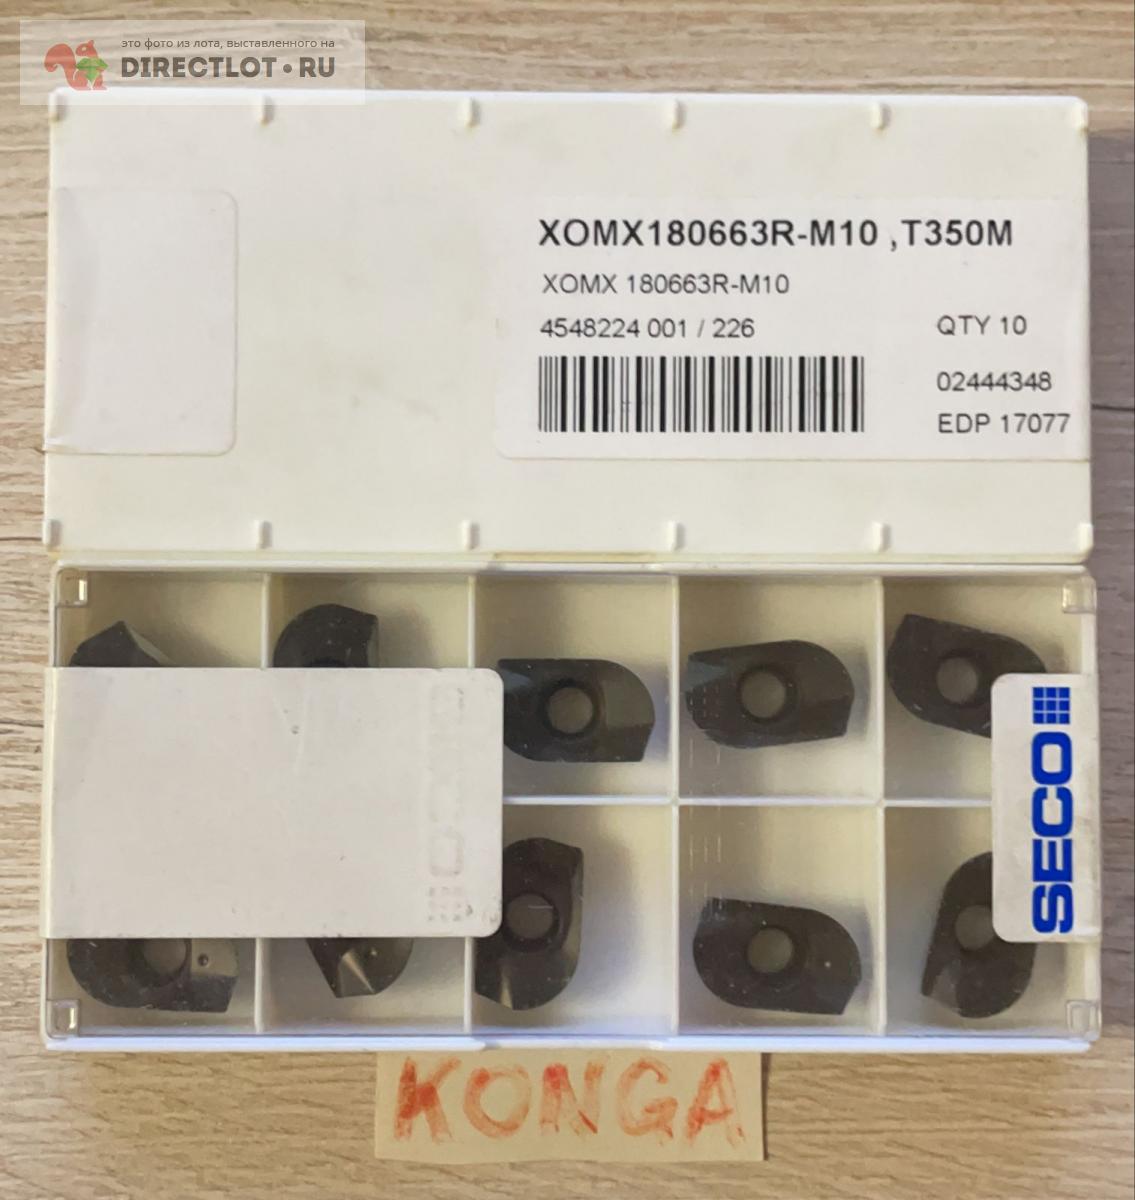 это фото из лота, выставленного на
DIRECTLOT•RU
XOMX180663R-M10 ,T350M
XOMX 180663R-M10
4548224 001 / 226
QTY 10
02444348
EDP 17077
SECO
KONGA